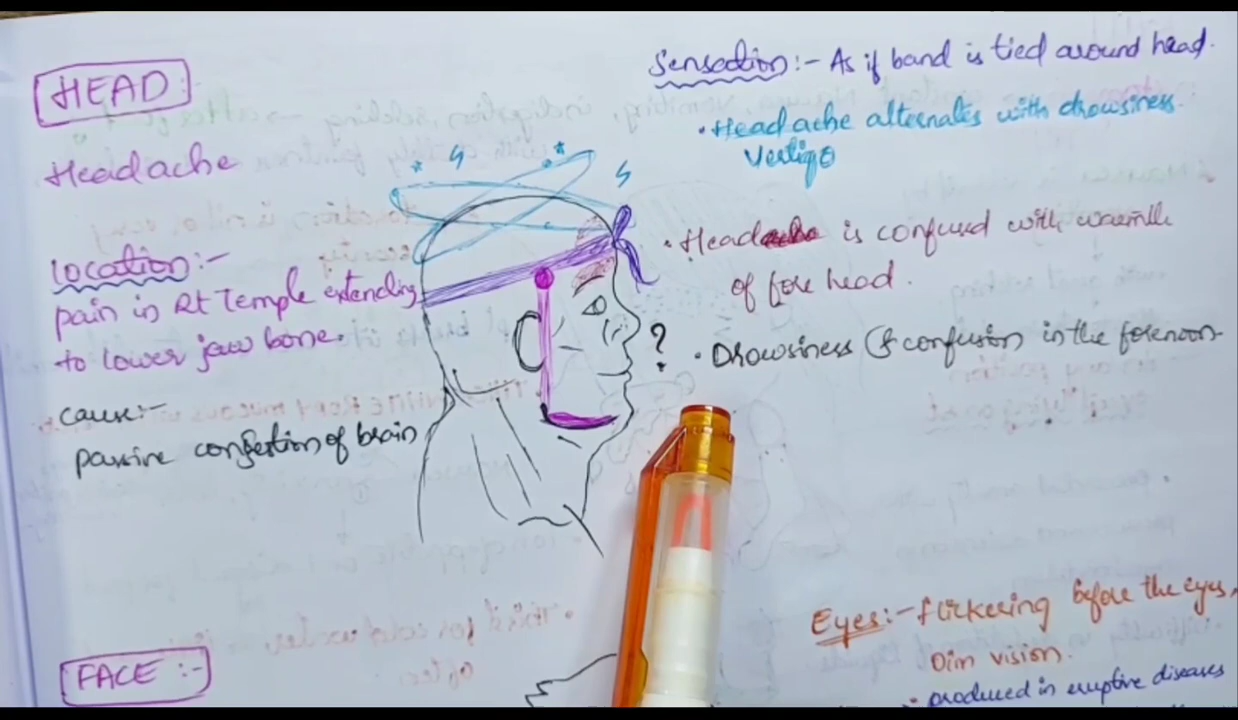 HEAD
Headache
Location:-
pain in Rt Temple extending
to lower jaw bone.
cause:-
passive congestion of brain
Sensation:- As if band is tied around head.
• Headache alternates with drowsiness
Vertigo
• Head is confused with warmth
of fore head.
?
• Drowsiness & confusion in the forenoon
Eyes:- flickering before the eyes,
Dim vision.
• produced in eruptive diseases
FACE :-